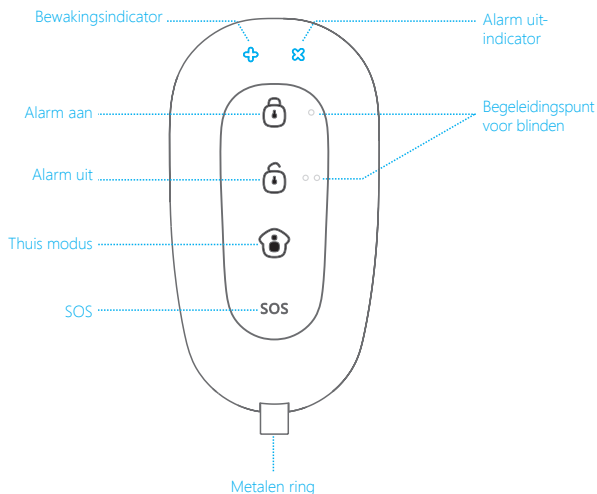 Bewakingsindicator
Alarm uit-
indicator
Alarm aan
Begeleidingspunt
voor blinden
Alarm uit
Thuis modus
SOS
SOS
Metalen ring